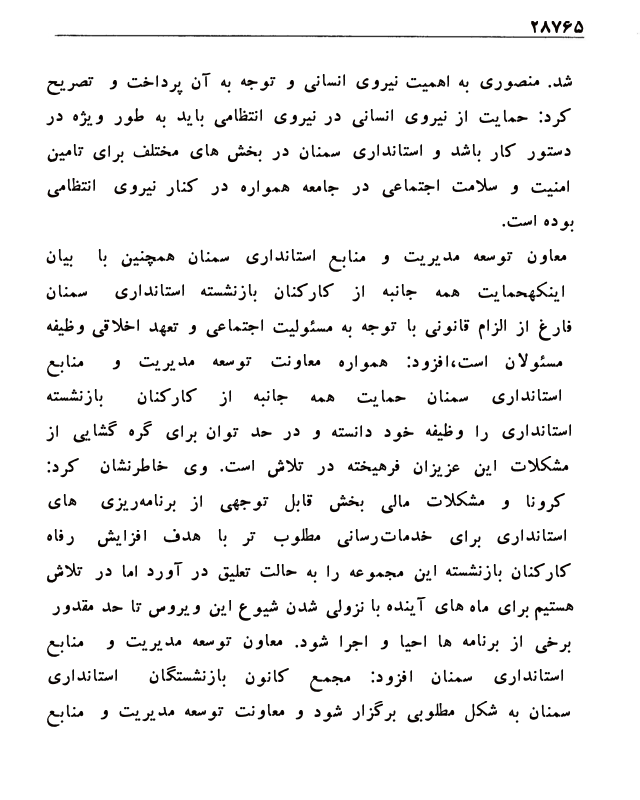 ۲۸۷۶۵
شد. منصوری به اهمیت نیروی انسانی و توجه به آن پرداخت و تصریح
کرد: حمایت از نیروی انسانی در نیروی انتظامی باید به طور ویژه در
دستور کار باشد و استانداری سمنان در بخش های مختلف برای تامین
امنیت و سلامت اجتماعی در جامعه همواره در کنار نیروی انتظامی
بوده است.
معاون توسعه مدیریت و منابع استانداری سمنان همچنین با بیان
اینکهحمایت همه جانبه از کارکنان بازنشسته استانداری سمنان
فارغ از الزام قانونی با توجه به مسئولیت اجتماعی و تعهد اخلاقی وظیفه
مسئولان است،افزود: همواره معاونت توسعه مدیریت و منابع
استانداری سمنان حمایت همه جانبه از کارکنان بازنشسته
استانداری را وظیفه خود دانسته و در حد توان برای گره گشایی از
مشکلات این عزیزان فرهیخته در تلاش است. وی خاطرنشان کرد:
کرونا و مشکلات مالی بخش قابل توجهی از برنامه‌ریزی های
استانداری برای خدمات‌رسانی مطلوب تر با هدف افزایش رفاه
کارکنان بازنشسته این مجموعه را به حالت تعلیق در آورد اما در تلاش
هستیم برای ماه های آینده با نزولی شدن شیوع این ویروس تا حد مقدور
برخی از برنامه ها احیا و اجرا شود. معاون توسعه مدیریت و منابع
استانداری سمنان افزود: مجمع کانون بازنشستگان استانداری
سمنان به شکل مطلوبی برگزار شود و معاونت توسعه مدیریت و منابع